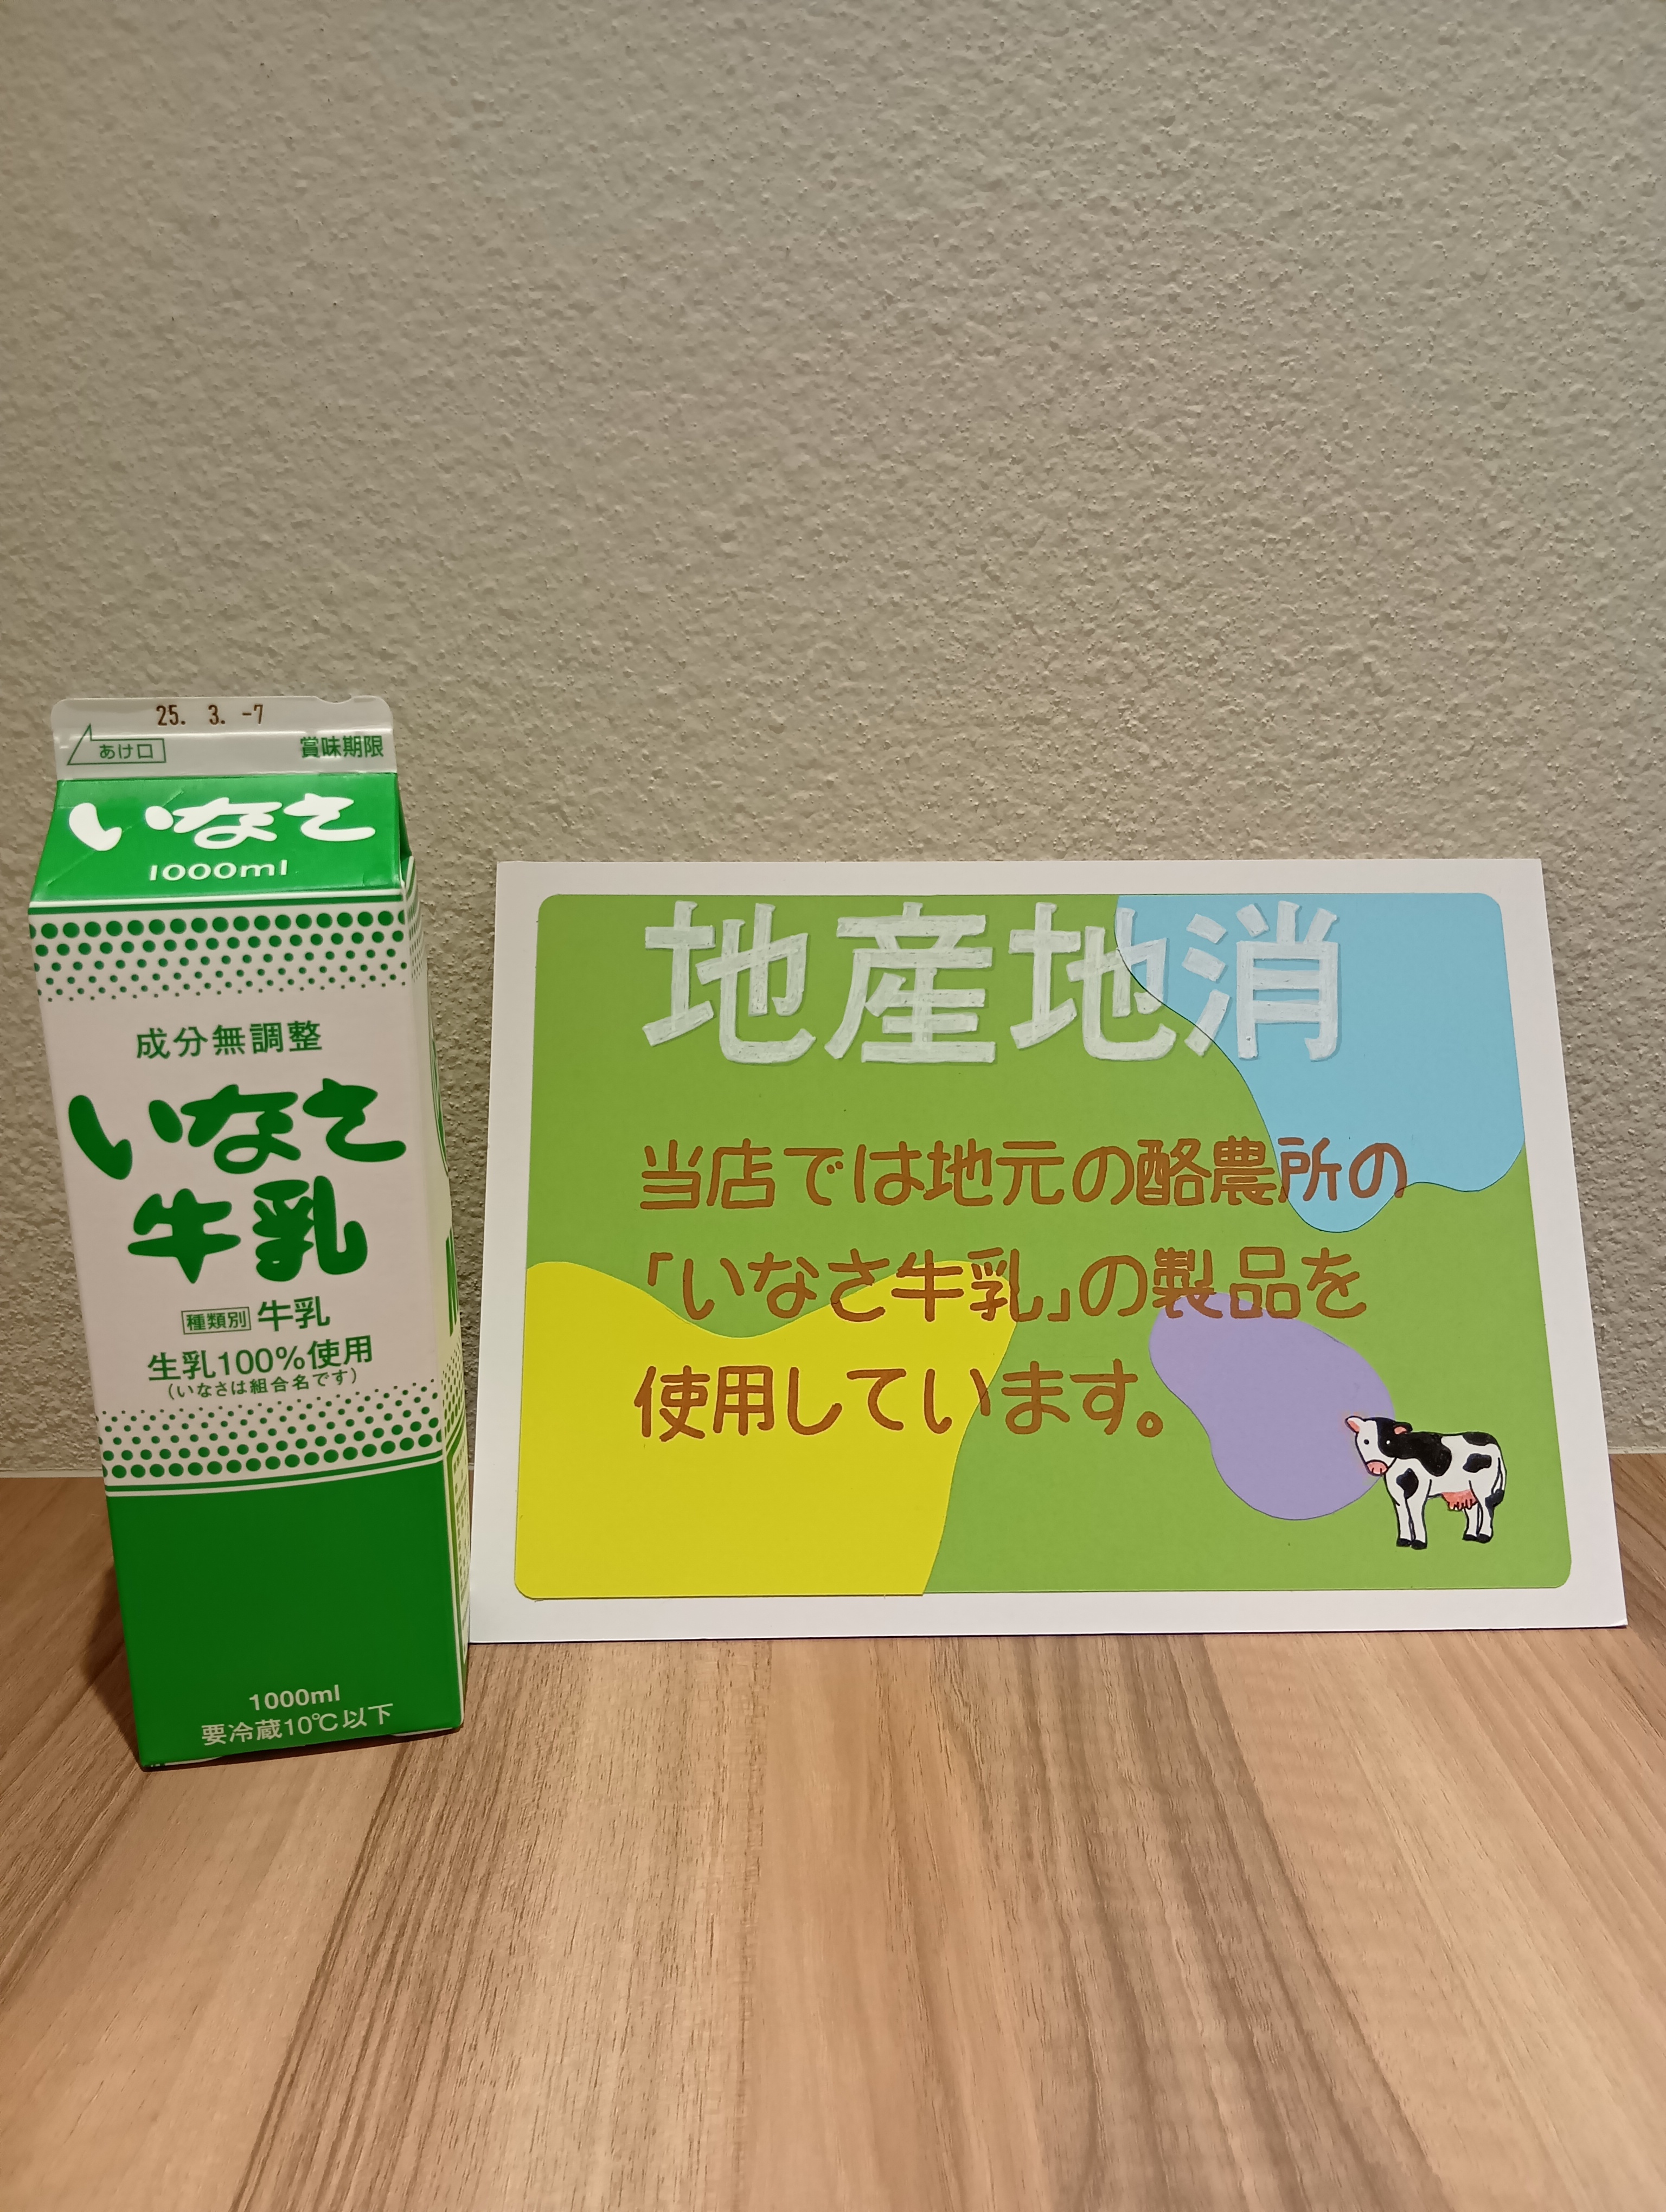 25. 3. -7
あけ口
賞味期限
いなさ
1000ml
成分無調整
いなさ
牛乳
種類別 牛乳
生乳100%使用
(いなさは組合名です)
1000ml
要冷蔵10℃以下
地産地消
当店では地元の酪農所の
「いなさ牛乳」の製品を
使用しています。